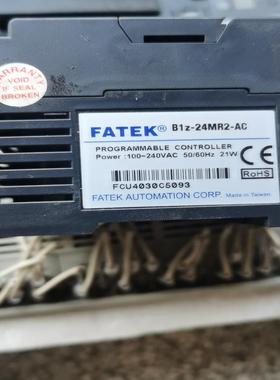 WARRANTY
VOID IF
SEAL
BROKEN
FATEK® B1z-24MR2-AC
PROGRAMMABLE CONTROLLER
Power :100~240VAC 50/60Hz 21W
FCU4030C5093
CE
RoHS
FATEK AUTOMATION CORP. Made in Taiwan